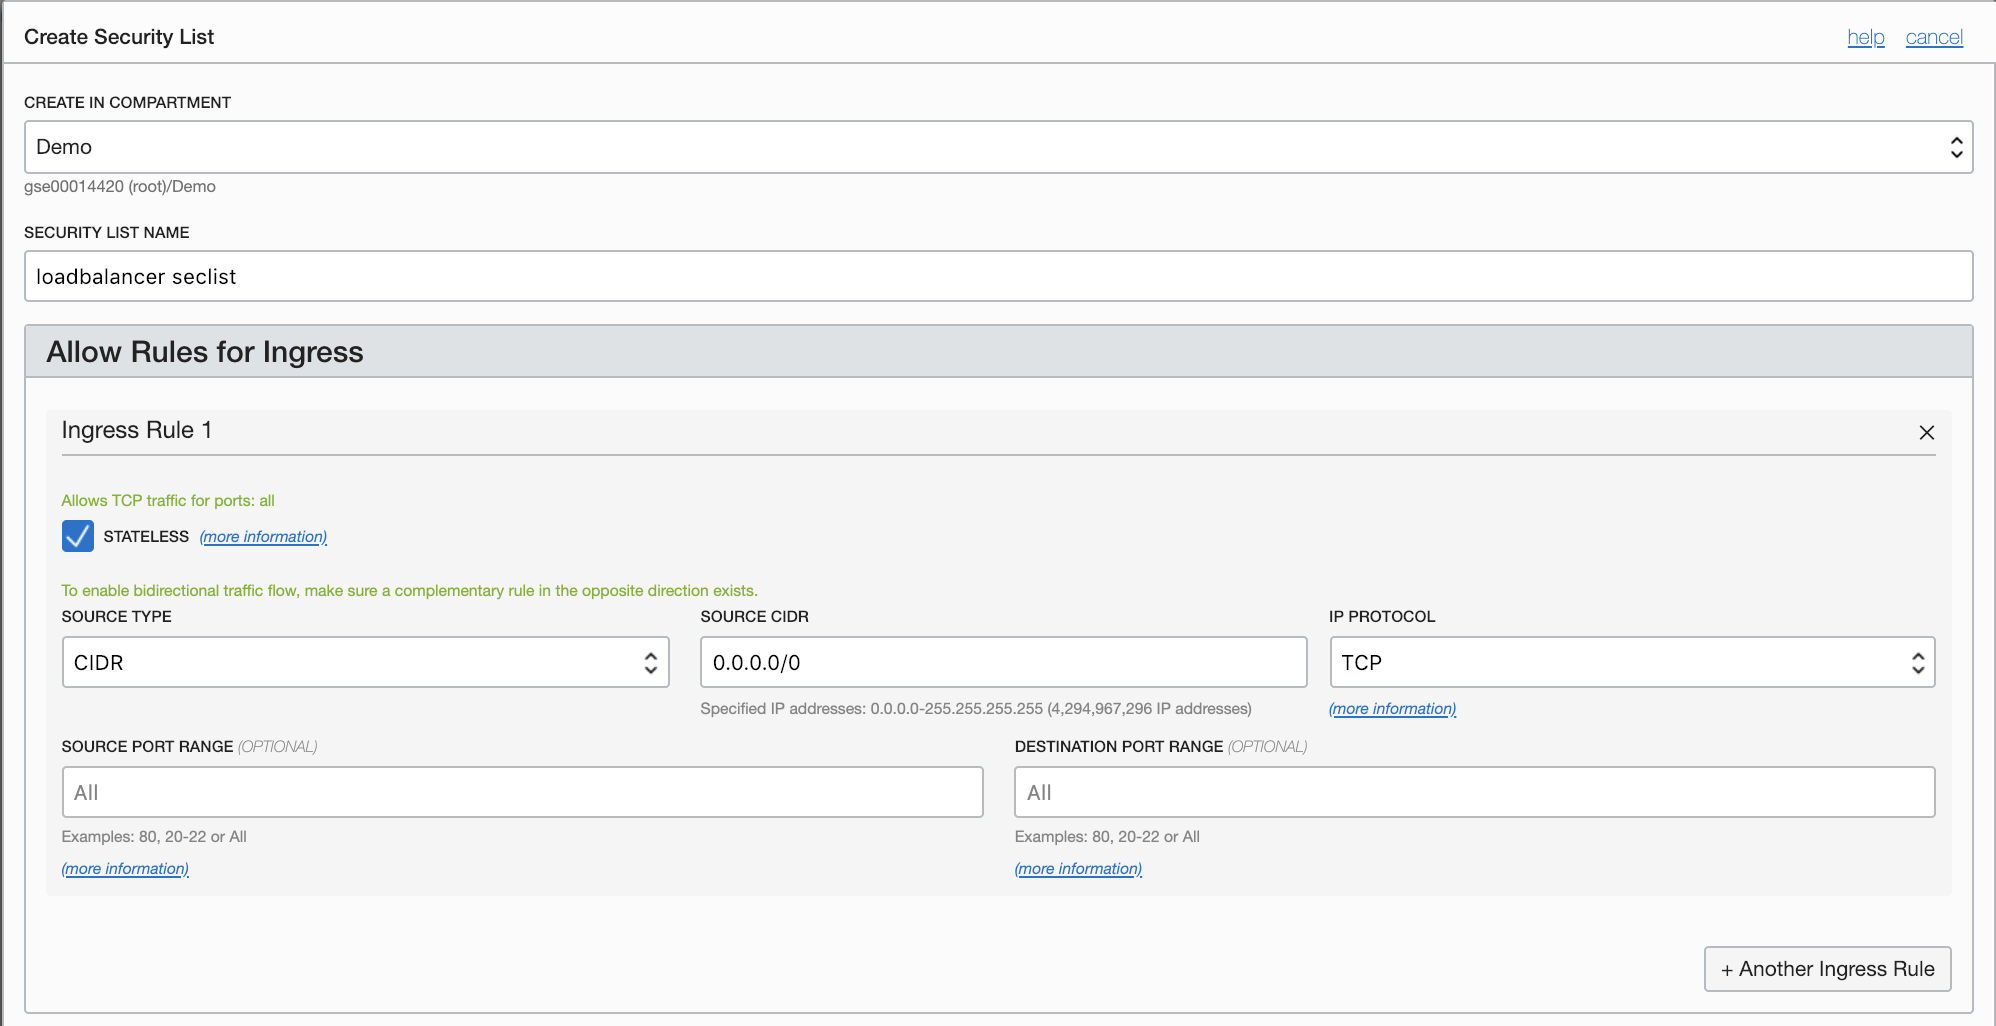 Create Security List
help cancel
CREATE IN COMPARTMENT
Demo
gse00014420 (root)/Demo
SECURITY LIST NAME
loadbalancer seclist
Allow Rules for Ingress
Ingress Rule 1
Allows TCP traffic for ports: all
STATELESS (more information)
To enable bidirectional traffic flow, make sure a complementary rule in the opposite direction exists.
SOURCE TYPE SOURCE CIDR IP PROTOCOL
CIDR 0.0.0.0/0 TCP
Specified IP addresses: 0.0.0.0-255.255.255.255 (4,294,967,296 IP addresses) (more information)
SOURCE PORT RANGE (OPTIONAL) DESTINATION PORT RANGE (OPTIONAL)
All All
Examples: 80, 20-22 or All Examples: 80, 20-22 or All
(more information) (more information)
+ Another Ingress Rule